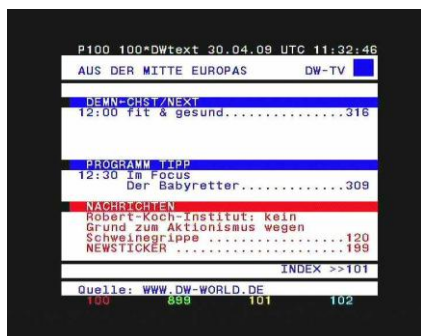 P100 100*DWtext 30.04.09 UTC 11:32:46
AUS DER MITTE EUROPAS DW-TV
DEMN←CHST/NEXT
12:00 fit & gesund..............316
PROGRAMM TIPP
12:30 Im Focus
Der Babyretter............309
NACHRICHTEN
Robert-Koch-Institut: kein
Grund zum Aktionismus wegen
Schweinegrippe .................120
NEWSTICKER .....................199
INDEX >>101
Quelle: WWW.DW-WORLD.DE
100 899 101 102